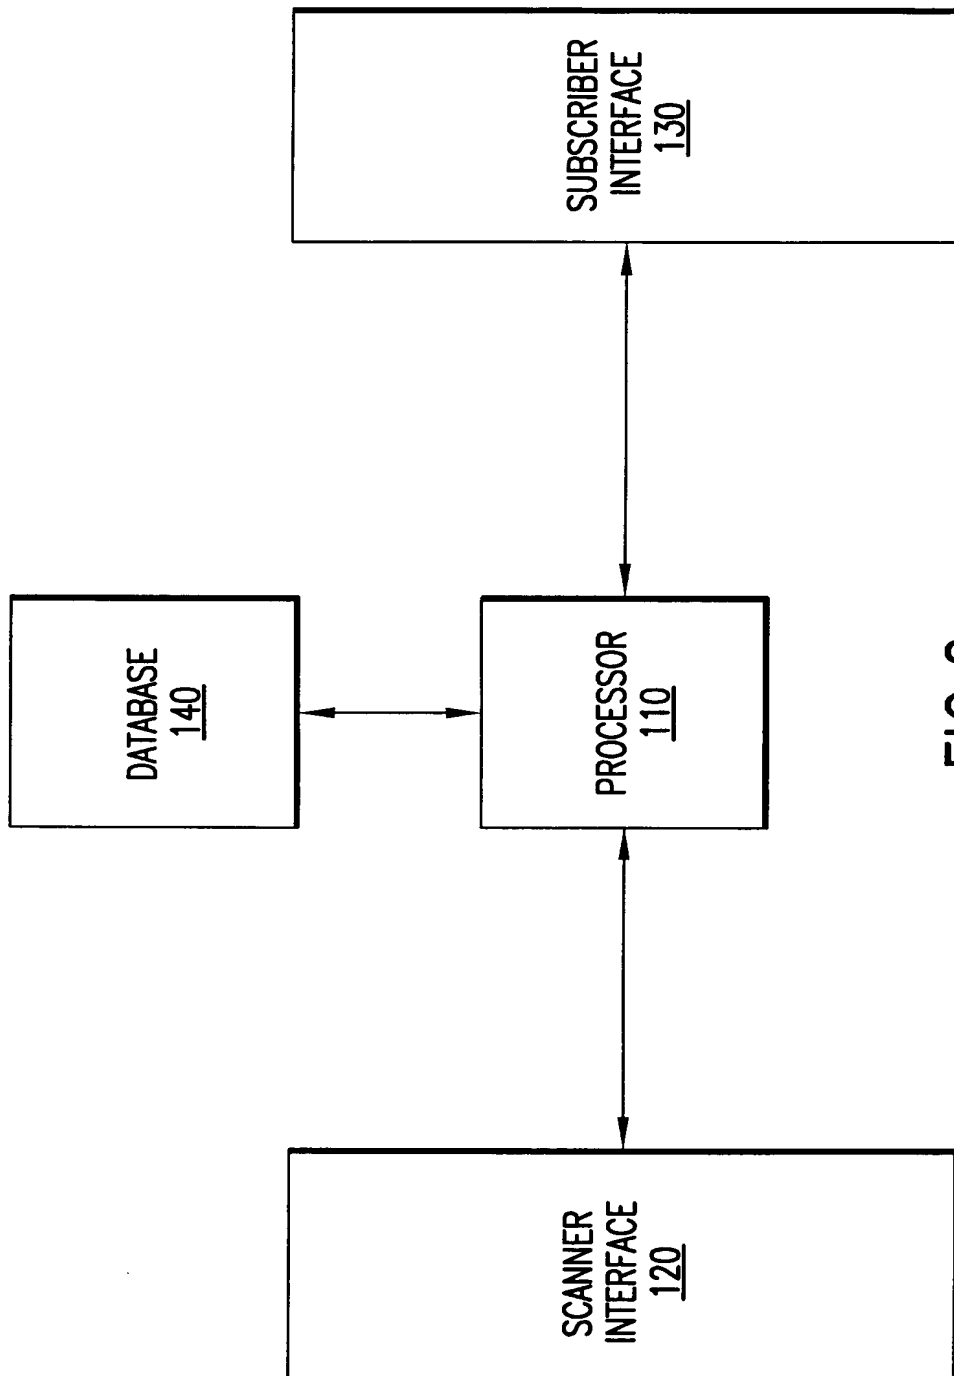 DATABASE
140
SCANNER
INTERFACE
120
PROCESSOR
110
SUBSCRIBER
INTERFACE
130